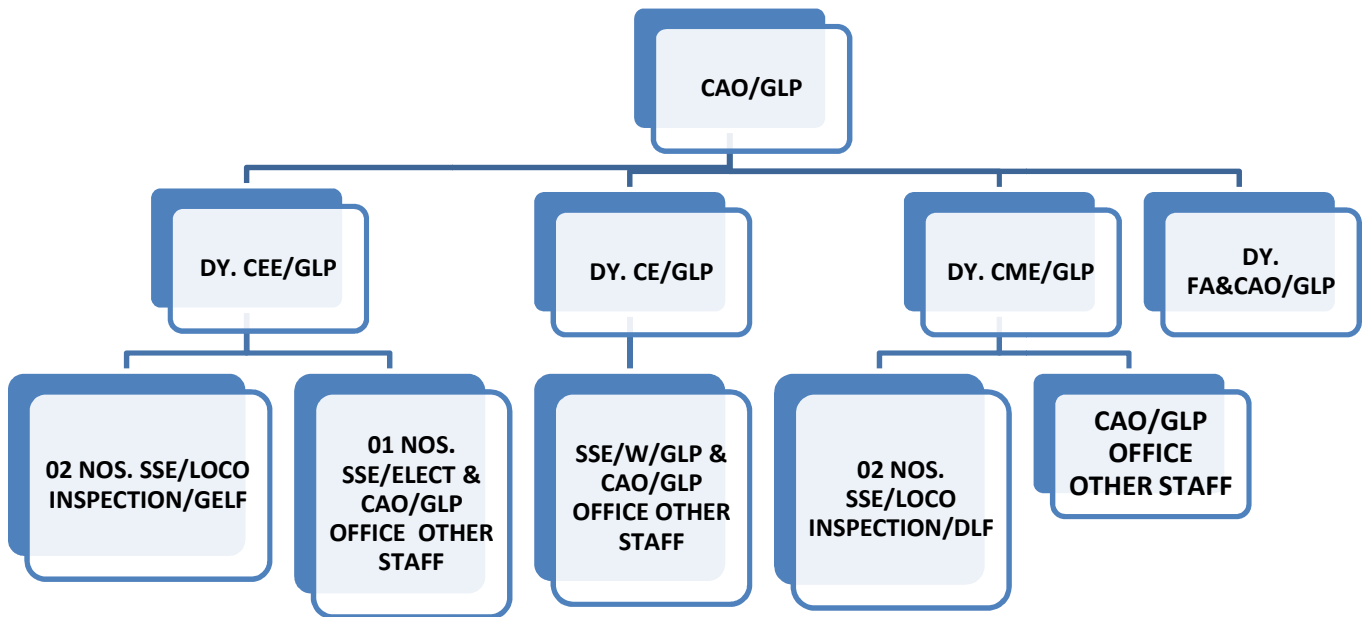 CAO/GLP
DY. CEE/GLP
DY. CE/GLP
DY. CME/GLP
DY.
FA&CAO/GLP
02 NOS. SSE/LOCO
INSPECTION/GELF
01 NOS.
SSE/ELECT &
CAO/GLP
OFFICE OTHER
STAFF
SSE/W/GLP &
CAO/GLP
OFFICE OTHER
STAFF
02 NOS.
SSE/LOCO
INSPECTION/DLF
CAO/GLP
OFFICE
OTHER STAFF